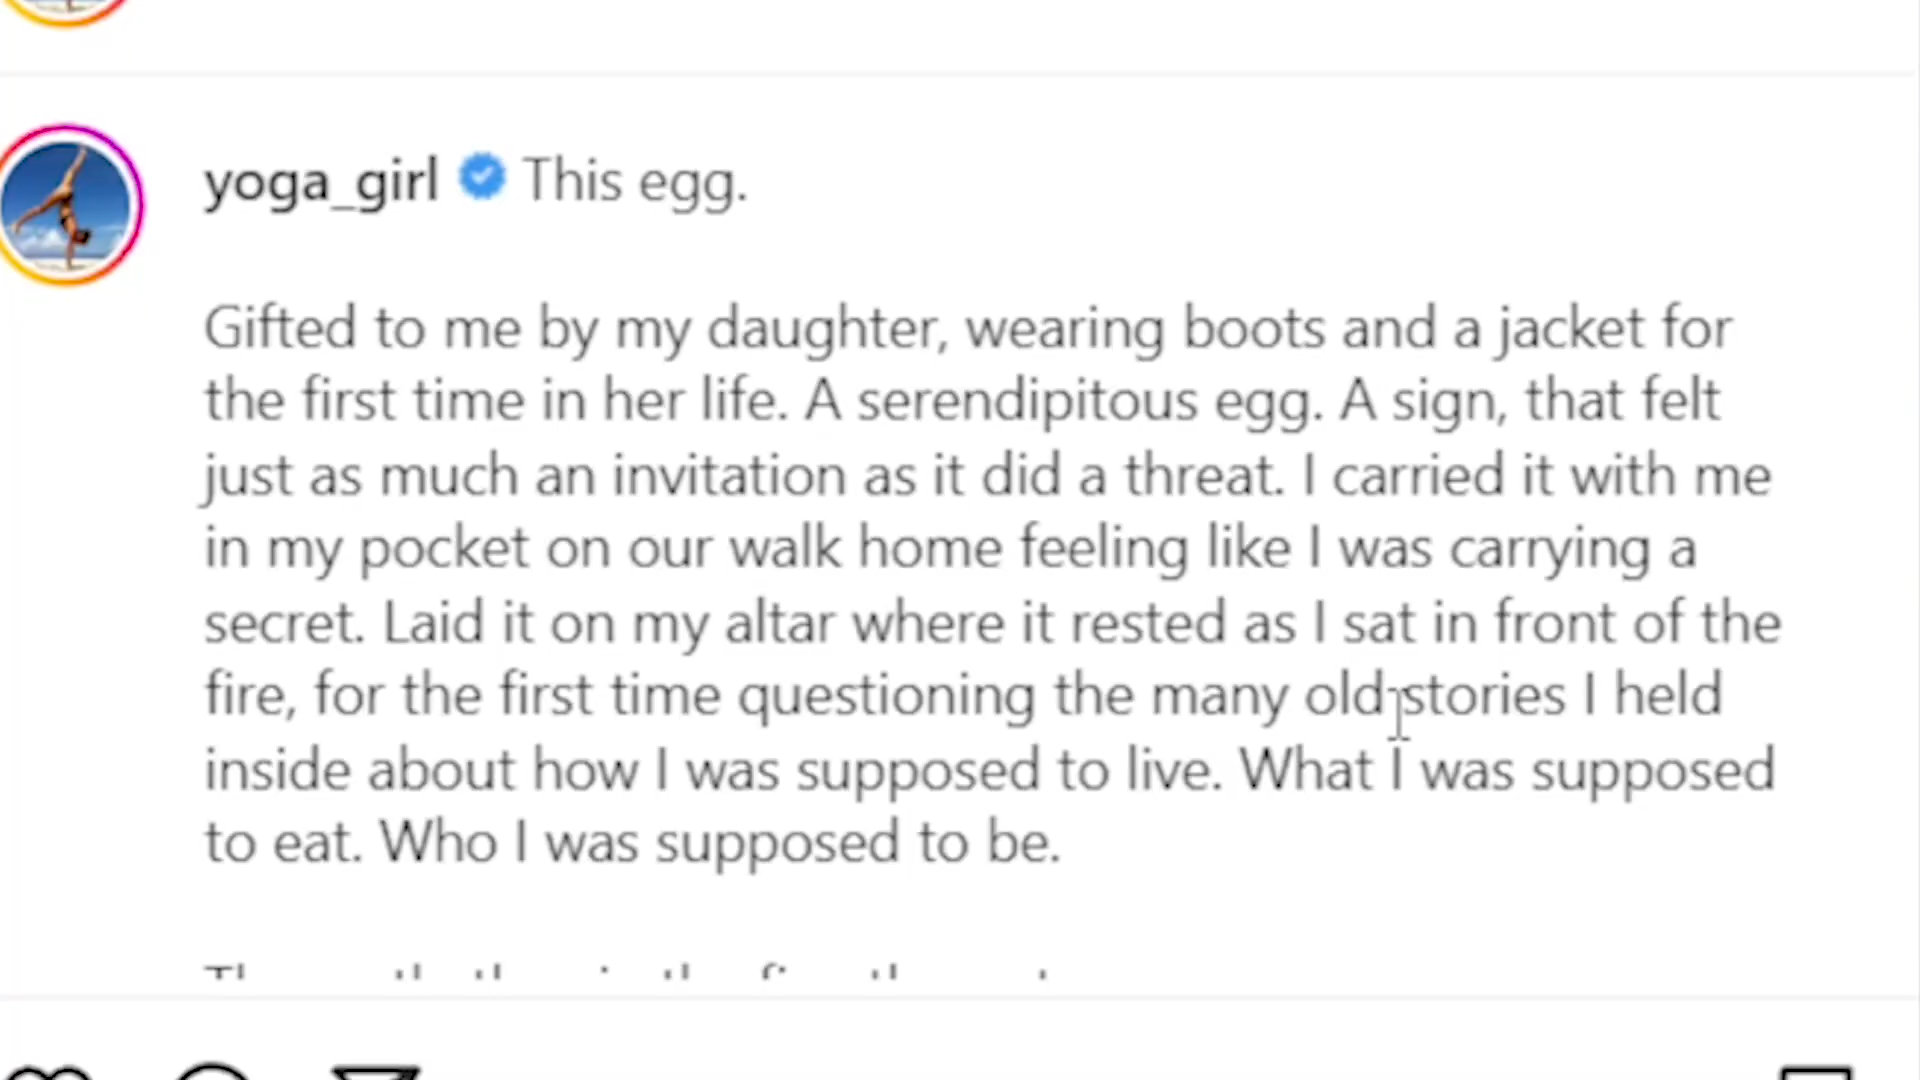 yoga_girl This egg.
Gifted to me by my daughter, wearing boots and a jacket for
the first time in her life. A serendipitous egg. A sign, that felt
just as much an invitation as it did a threat. I carried it with me
in my pocket on our walk home feeling like I was carrying a
secret. Laid it on my altar where it rested as I sat in front of the
fire, for the first time questioning the many old stories I held
inside about how I was supposed to live. What I was supposed
to eat. Who I was supposed to be.